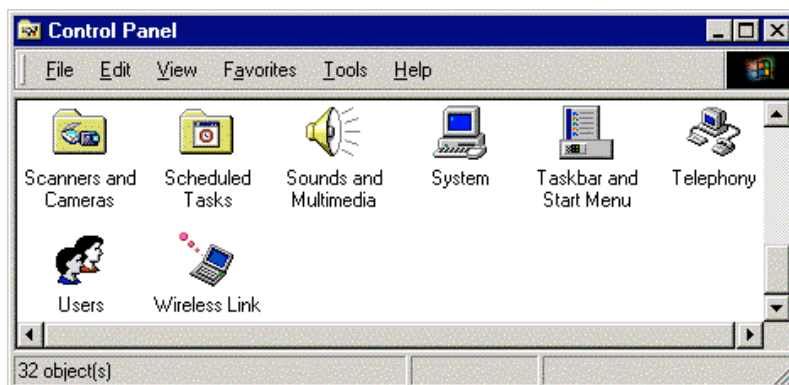 Control Panel
File Edit View Favorites Tools Help
Scanners and Cameras
Scheduled Tasks
Sounds and Multimedia
System
Taskbar and Start Menu
Telephony
Users
Wireless Link
32 object(s)